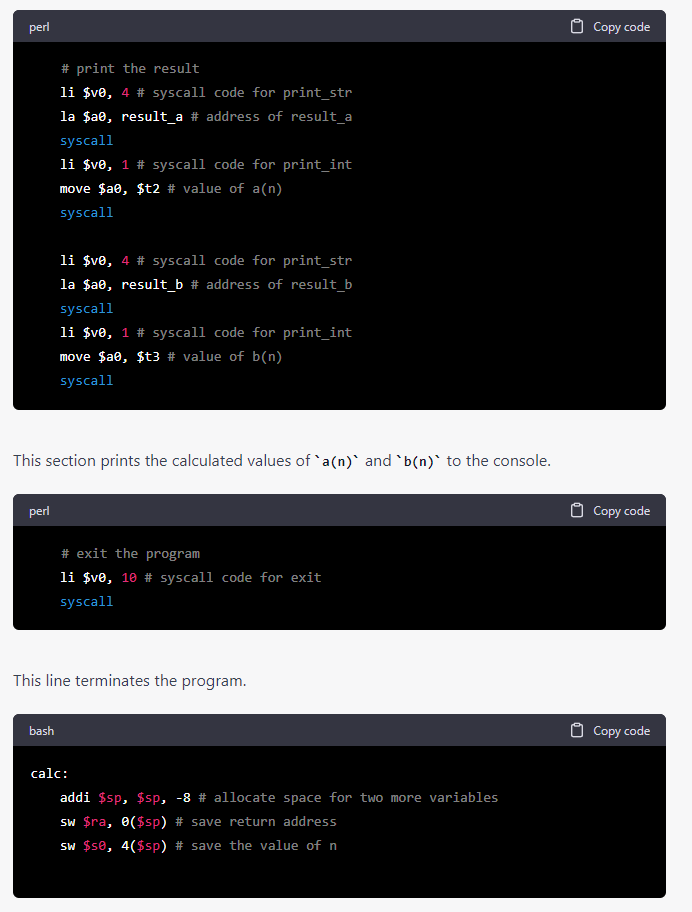 perl Copy code
# print the result
li $v0, 4 # syscall code for print_str
la $a0, result_a # address of result_a
syscall
li $v0, 1 # syscall code for print_int
move $a0, $t2 # value of a(n)
syscall
li $v0, 4 # syscall code for print_str
la $a0, result_b # address of result_b
syscall
li $v0, 1 # syscall code for print_int
move $a0, $t3 # value of b(n)
syscall
This section prints the calculated values of `a(n)` and `b(n)` to the console.
perl Copy code
# exit the program
li $v0, 10 # syscall code for exit
syscall
This line terminates the program.
bash Copy code
calc:
addi $sp, $sp, -8 # allocate space for two more variables
sw $ra, 0($sp) # save return address
sw $s0, 4($sp) # save the value of n